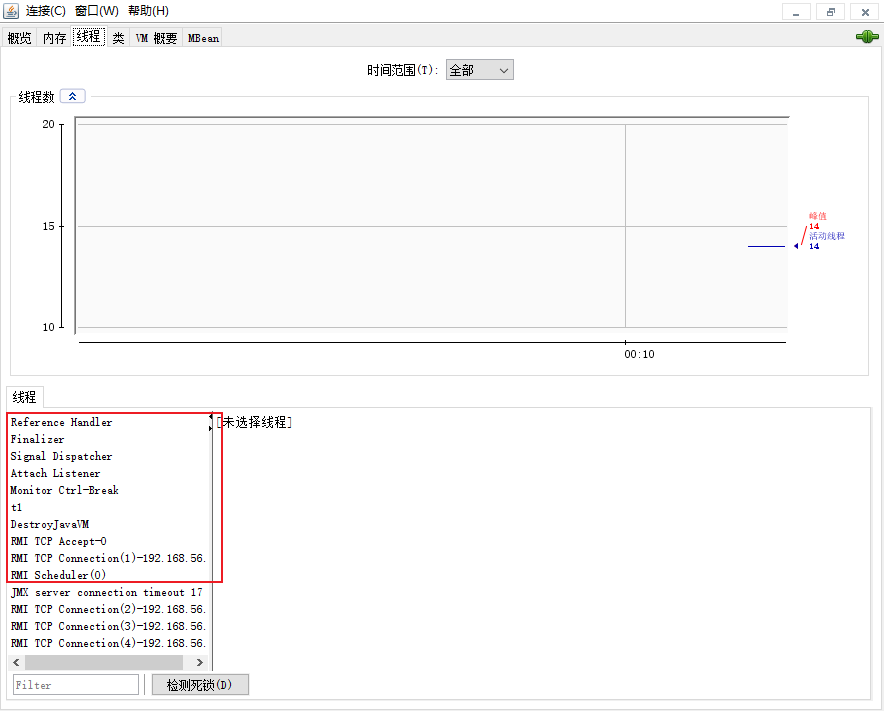 连接(C) 窗口(W) 帮助(H)
概览 内存 线程 类 VM 概要 MBean
时间范围(T): 全部
线程数
20
15
10
峰值
14
活动线程
14
00:10
线程
Reference Handler
Finalizer
Signal Dispatcher
Attach Listener
Monitor Ctrl-Break
t1
DestroyJavaVM
RMI TCP Accept-0
RMI TCP Connection(1)-192.168.56.
RMI Scheduler(0)
JMX server connection timeout 17
RMI TCP Connection(2)-192.168.56.
RMI TCP Connection(3)-192.168.56.
RMI TCP Connection(4)-192.168.56.
[未选择线程]
Filter
检测死锁(D)